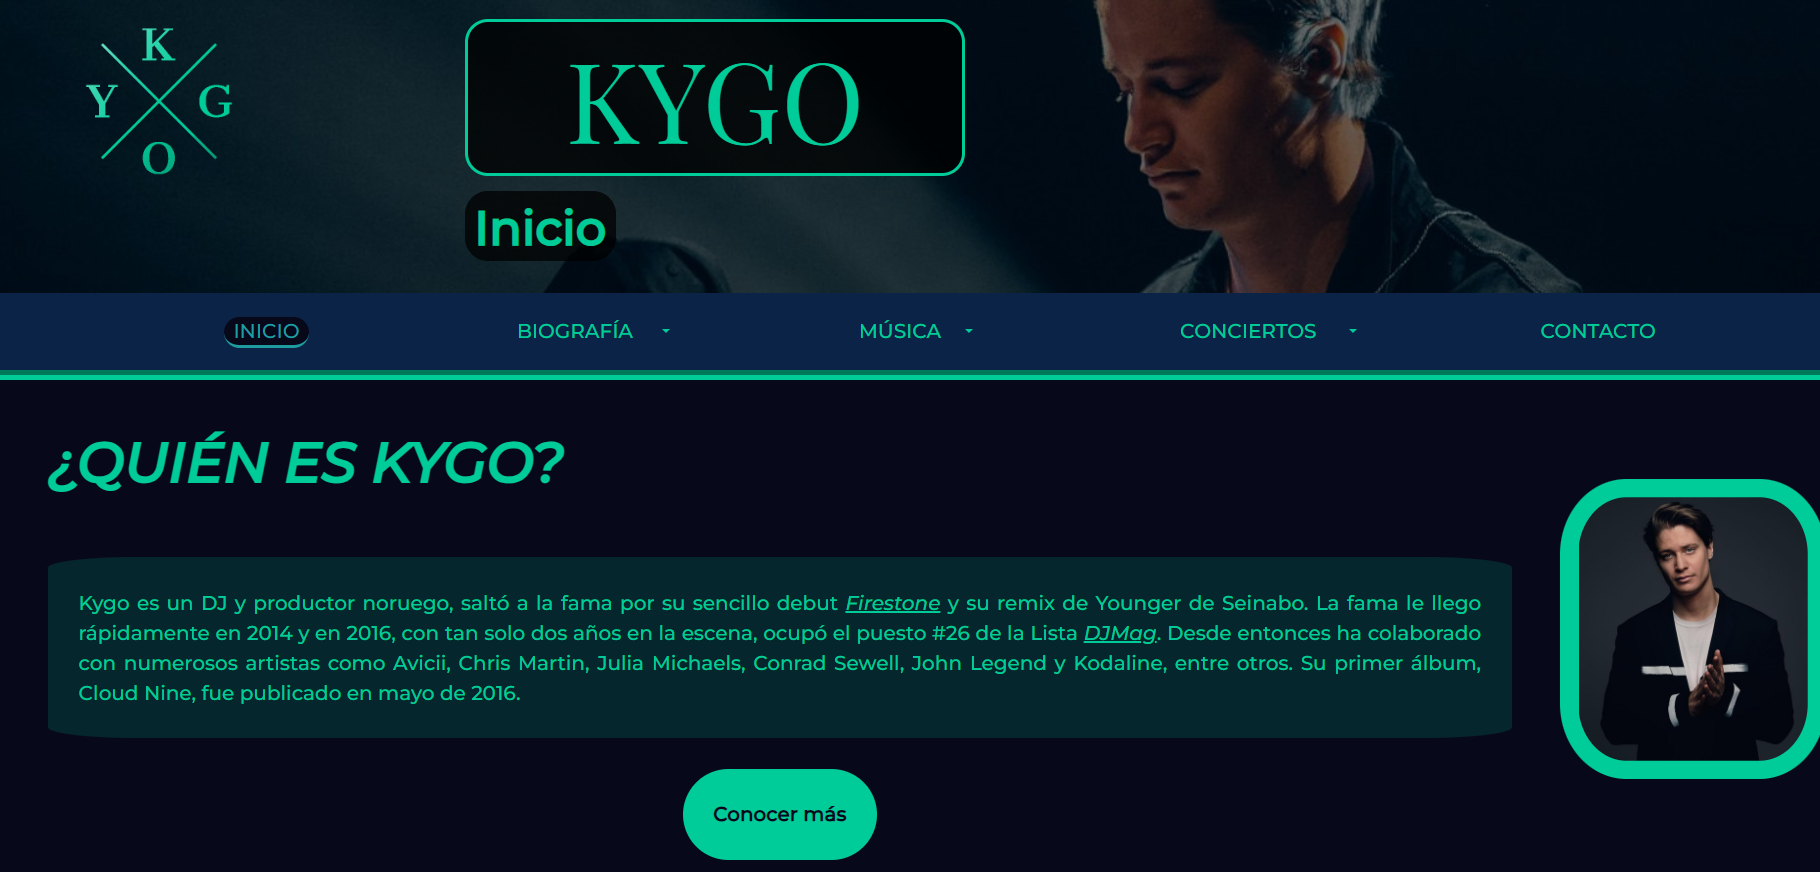 K
Y G
O
KYGO
Inicio
INICIO BIOGRAFÍA MÚSICA CONCIERTOS CONTACTO
¿QUIÉN ES KYGO?
Kygo es un DJ y productor noruego, saltó a la fama por su sencillo debut Firestone y su remix de Younger de Seinabo. La fama le llego
rápidamente en 2014 y en 2016, con tan solo dos años en la escena, ocupó el puesto #26 de la Lista DJMag. Desde entonces ha colaborado
con numerosos artistas como Avicii, Chris Martin, Julia Michaels, Conrad Sewell, John Legend y Kodaline, entre otros. Su primer álbum,
Cloud Nine, fue publicado en mayo de 2016.
Conocer más